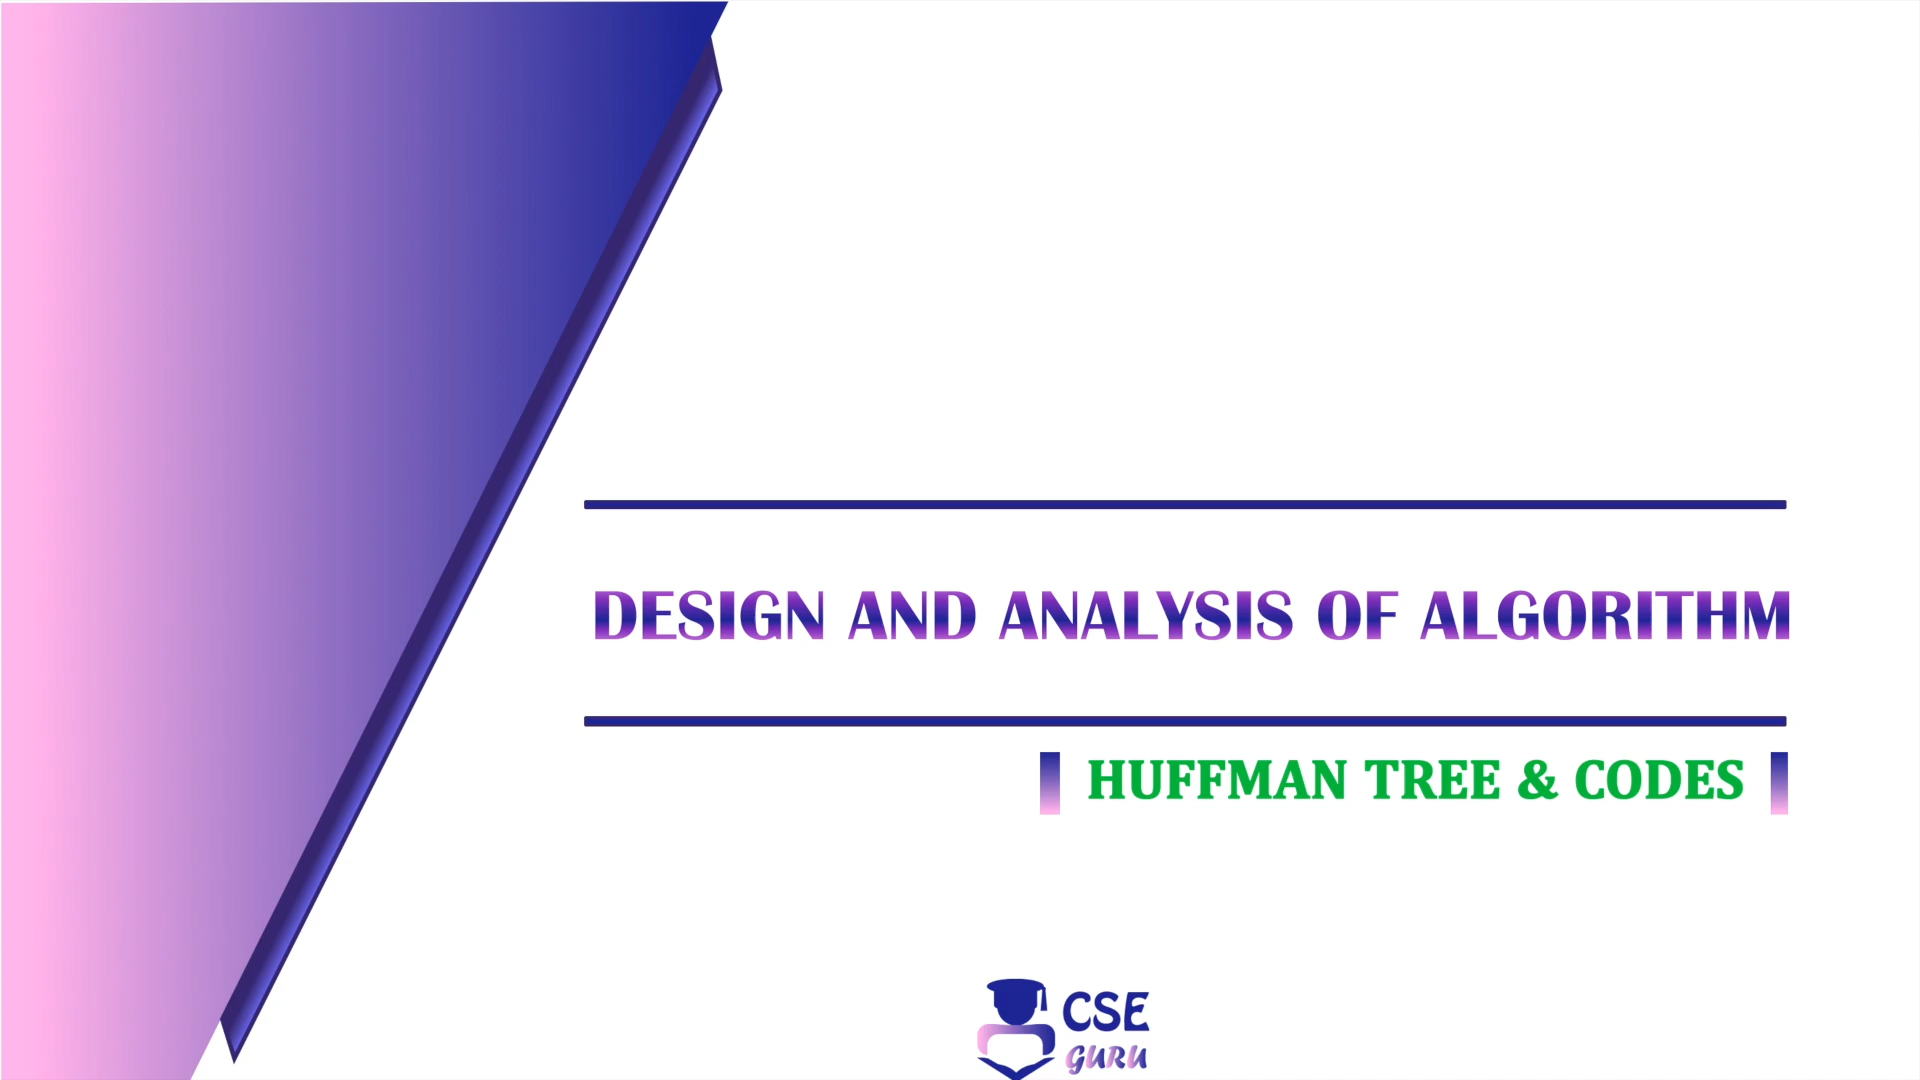 DESIGN AND ANALYSIS OF ALGORITHM
HUFFMAN TREE & CODES
CSE
GURU